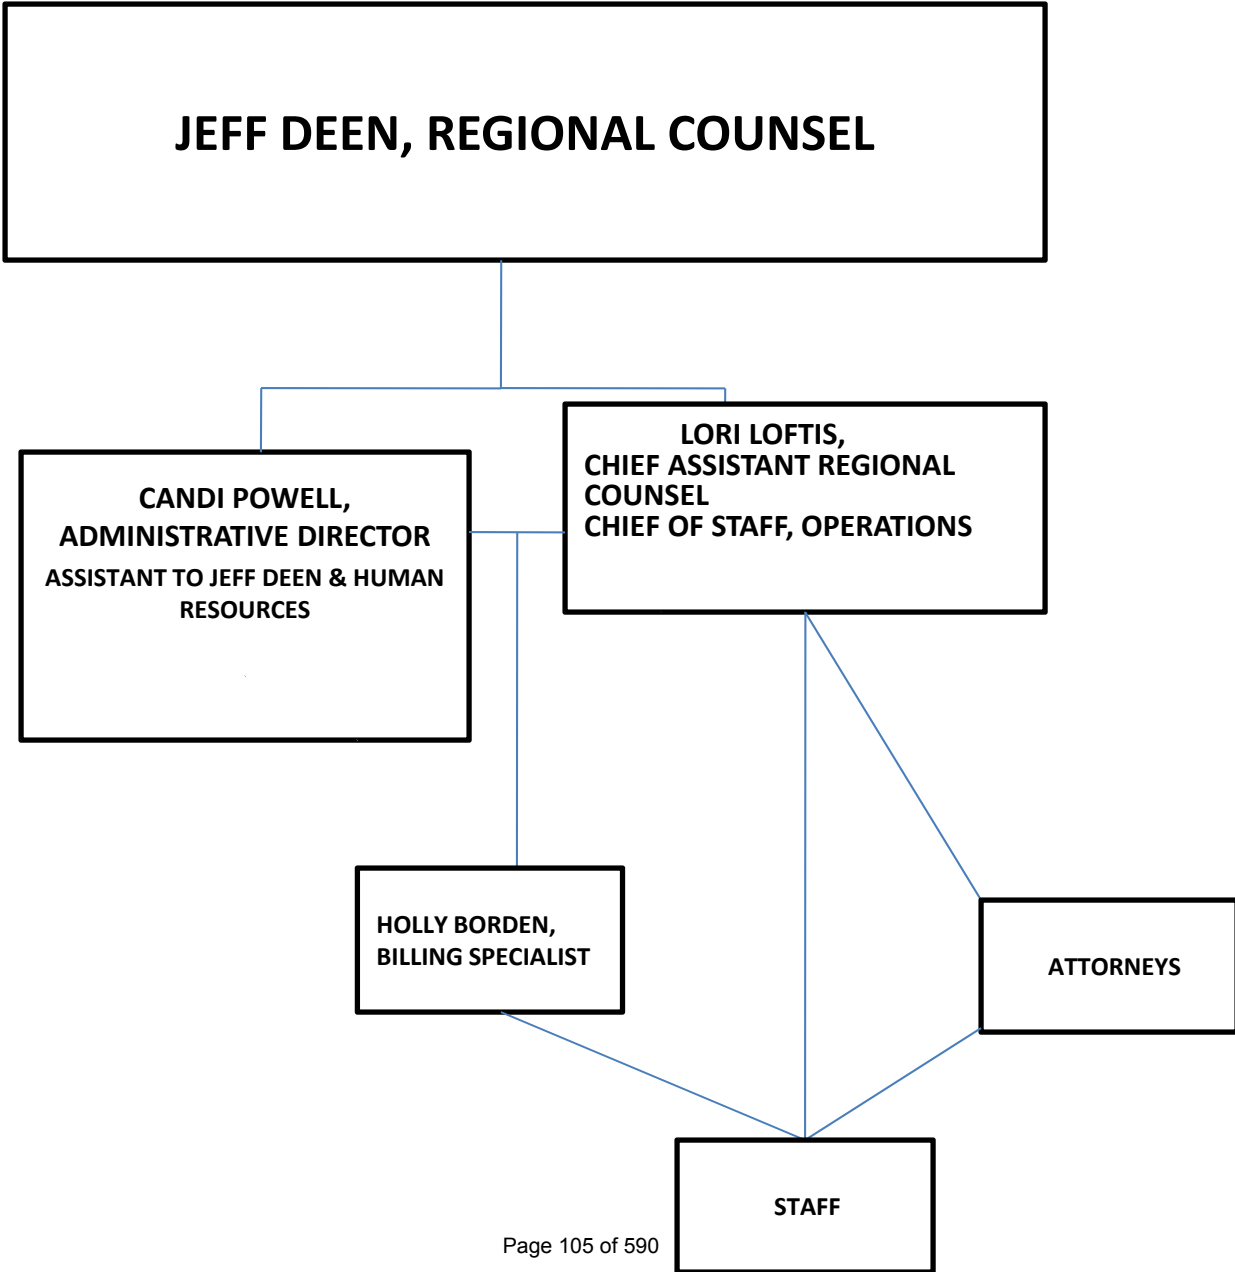 JEFF DEEN, REGIONAL COUNSEL
CANDI POWELL,
ADMINISTRATIVE DIRECTOR
ASSISTANT TO JEFF DEEN & HUMAN
RESOURCES
LORI LOFTIS,
CHIEF ASSISTANT REGIONAL
COUNSEL
CHIEF OF STAFF, OPERATIONS
HOLLY BORDEN,
BILLING SPECIALIST
ATTORNEYS
STAFF
Page 105 of 590